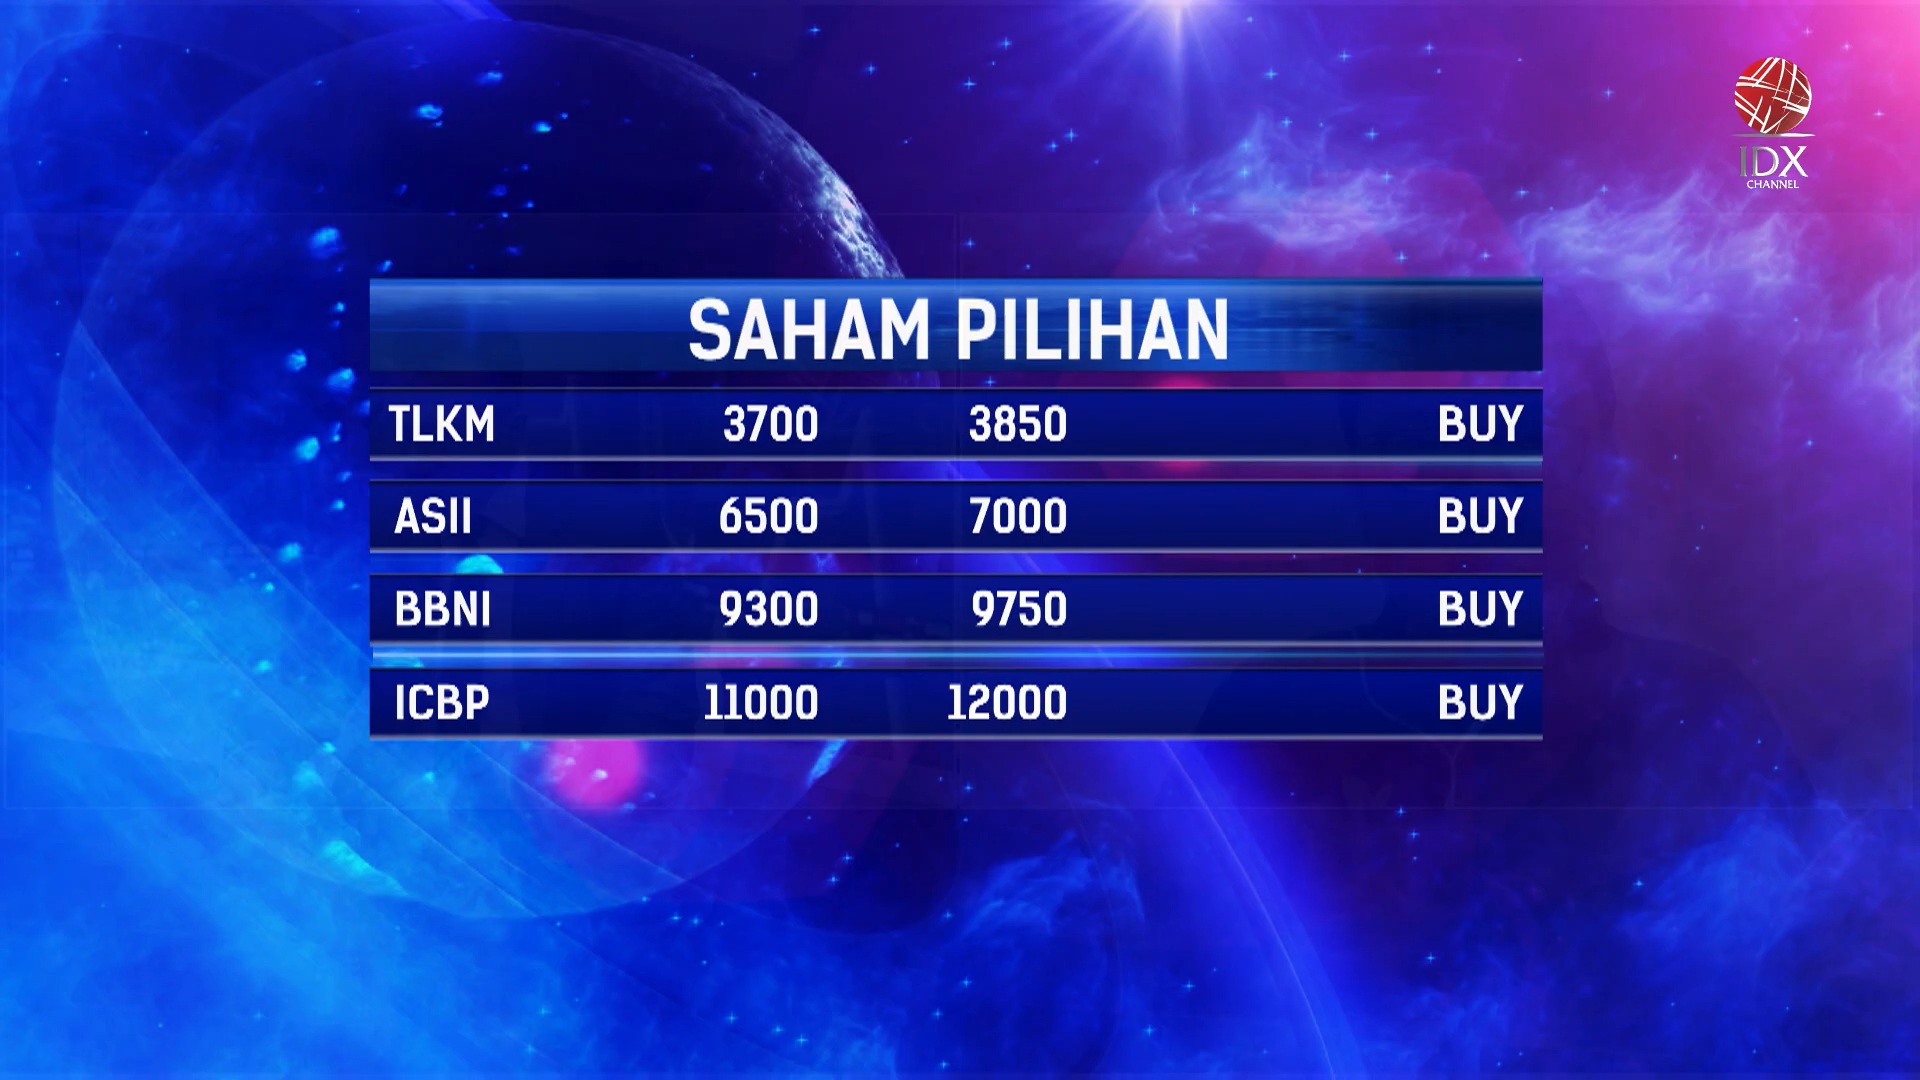 IDX
CHANNEL
SAHAM PILIHAN
TLKM 3700 3850 BUY
ASII 6500 7000 BUY
BBNI 9300 9750 BUY
ICBP 11000 12000 BUY